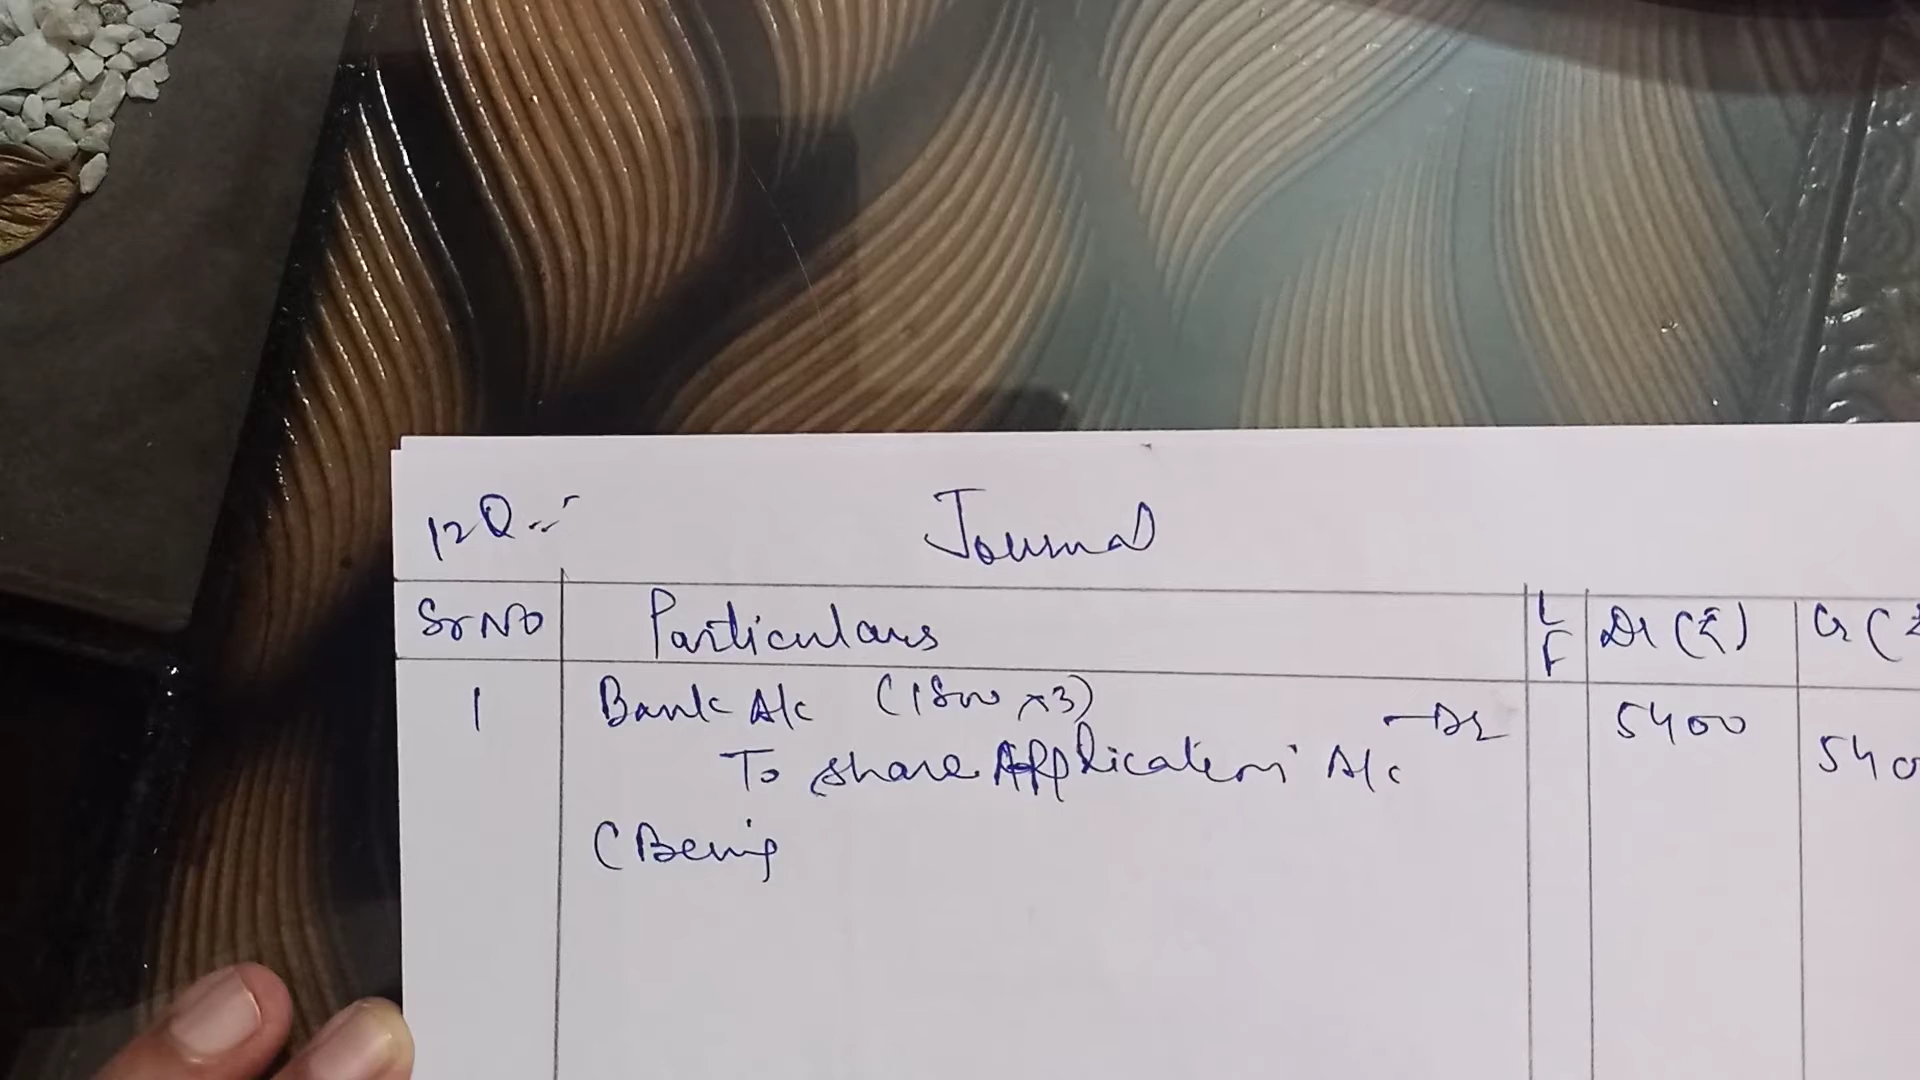 12Q
Journal
Sr No Particulars L F Dr (₹) Cr (₹
1 Bank A/c (1800 x3) —Dr 5400
To share Application A/c 540
(Being